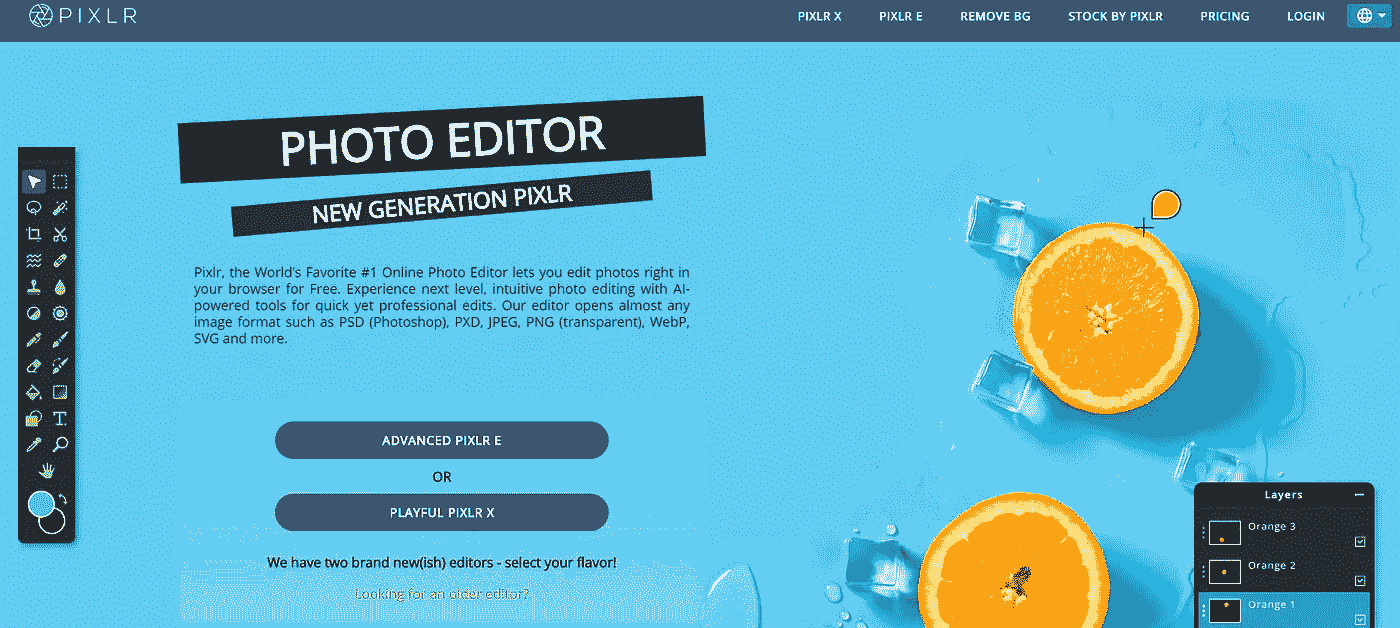 PIXLR
PIXLR X PIXLR E REMOVE BG STOCK BY PIXLR PRICING LOGIN
PHOTO EDITOR
NEW GENERATION PIXLR
Pixlr, the World's Favorite #1 Online Photo Editor lets you edit photos right in
your browser for Free. Experience next level, intuitive photo editing with AI-
powered tools for quick yet professional edits. Our editor opens almost any
image format such as PSD (Photoshop), PXD, JPEG, PNG (transparent), WebP,
SVG and more.
ADVANCED PIXLR E
OR
PLAYFUL PIXLR X
We have two brand new(ish) editors - select your flavor!
Looking for an older editor?
Layers
Orange 3
Orange 2
Orange 1